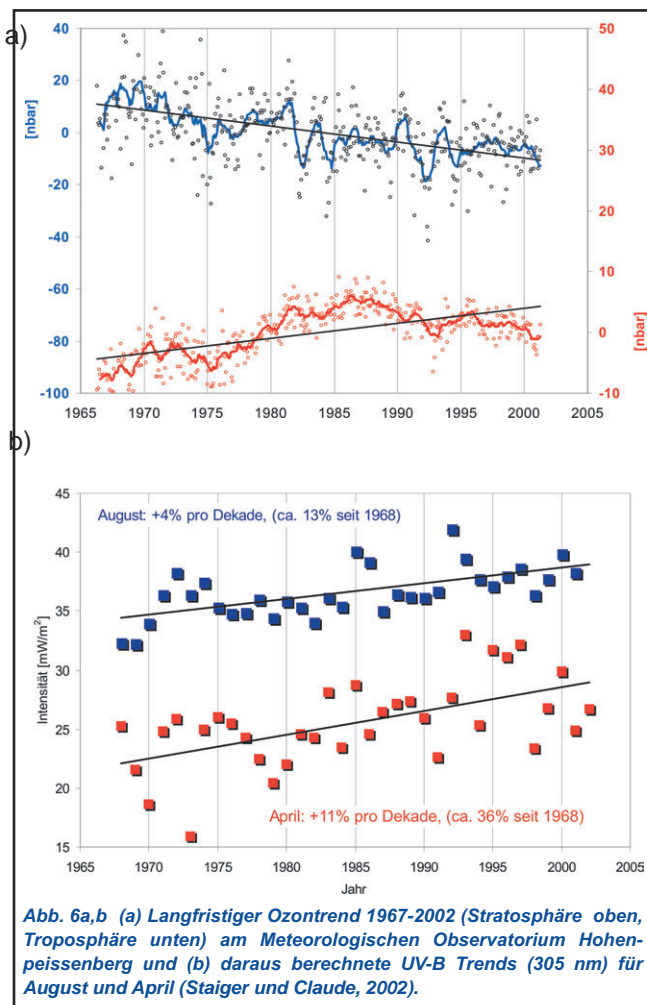 a)
40
20
0
-20
-40
-60
-80
-100
[nbar]
50
40
30
20
10
0
-10
[nbar]
1965 1970 1975 1980 1985 1990 1995 2000 2005
b)
45
40
35
30
25
20
15
Intensität [mW/m²]
August: +4% pro Dekade, (ca. 13% seit 1968)
April: +11% pro Dekade, (ca. 36% seit 1968)
1965 1970 1975 1980 1985 1990 1995 2000 2005
Jahr
Abb. 6a,b (a) Langfristiger Ozontrend 1967-2002 (Stratosphäre oben,
Troposphäre unten) am Meteorologischen Observatorium Hohen-
peissenberg und (b) daraus berechnete UV-B Trends (305 nm) für
August und April (Staiger und Claude, 2002).